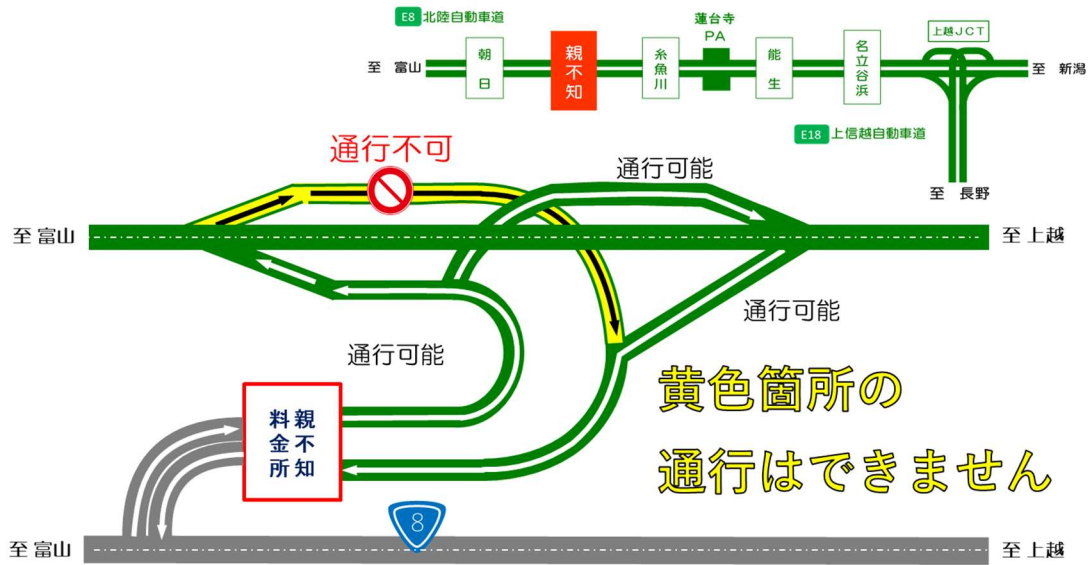 E8 北陸自動車道
至 富山
朝日
親不知
糸魚川
蓮台寺
PA
能生
名立谷浜
上越JCT
至 新潟
E18 上信越自動車道
至 長野
通行不可
通行可能
至 富山
至 上越
通行可能
通行可能
黄色箇所の
通行はできません
親不知
料金所
8
至 富山
至 上越